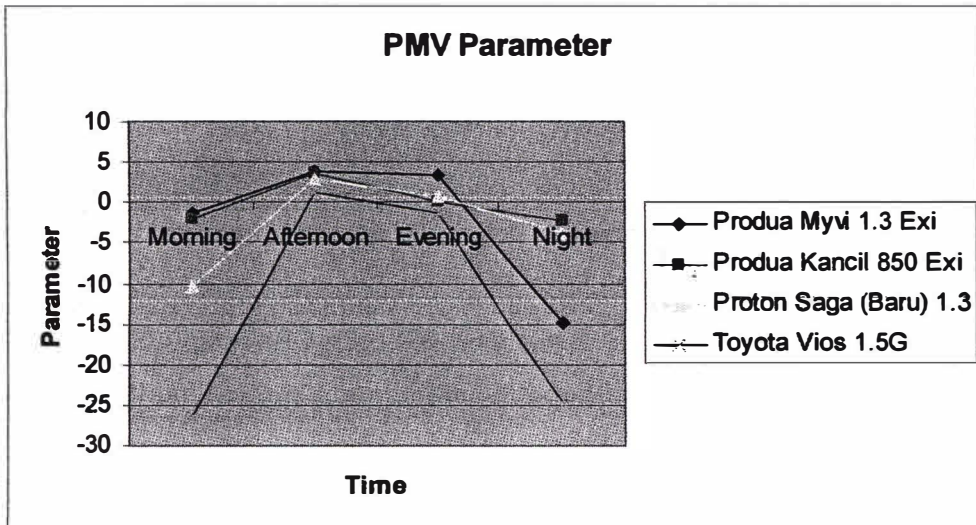 PMV Parameter
10
5
0
-5
-10
-15
-20
-25
-30
Parameter
Morning Afternoon Evening Night
Time
Produa Myvi 1.3 Exi
Produa Kancil 850 Exi
Proton Saga (Baru) 1.3
Toyota Vios 1.5G